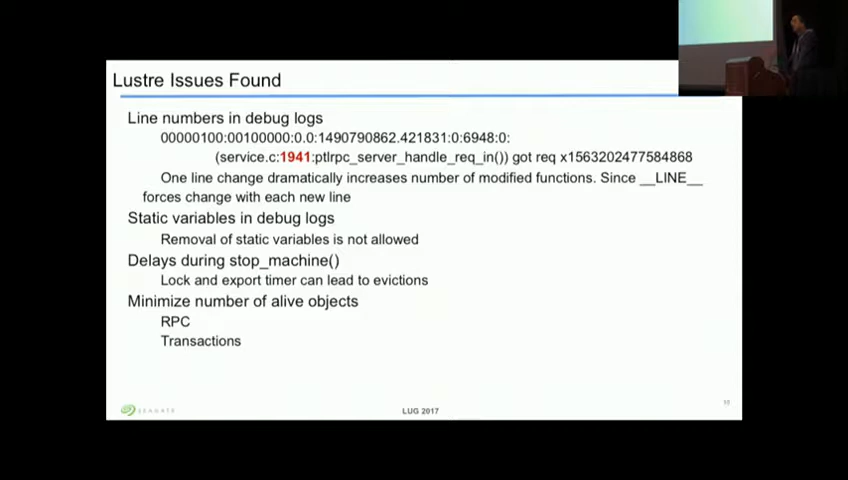 Lustre Issues Found
Line numbers in debug logs
00000100:00100000:0.0:1490790862.421831:0:6948:0:
(service.c:1941:ptlrpc_server_handle_req_in()) got req x1563202477584868
One line change dramatically increases number of modified functions. Since __LINE__
forces change with each new line
Static variables in debug logs
Removal of static variables is not allowed
Delays during stop_machine()
Lock and export timer can lead to evictions
Minimize number of alive objects
RPC
Transactions
SEAGATE
LUG 2017